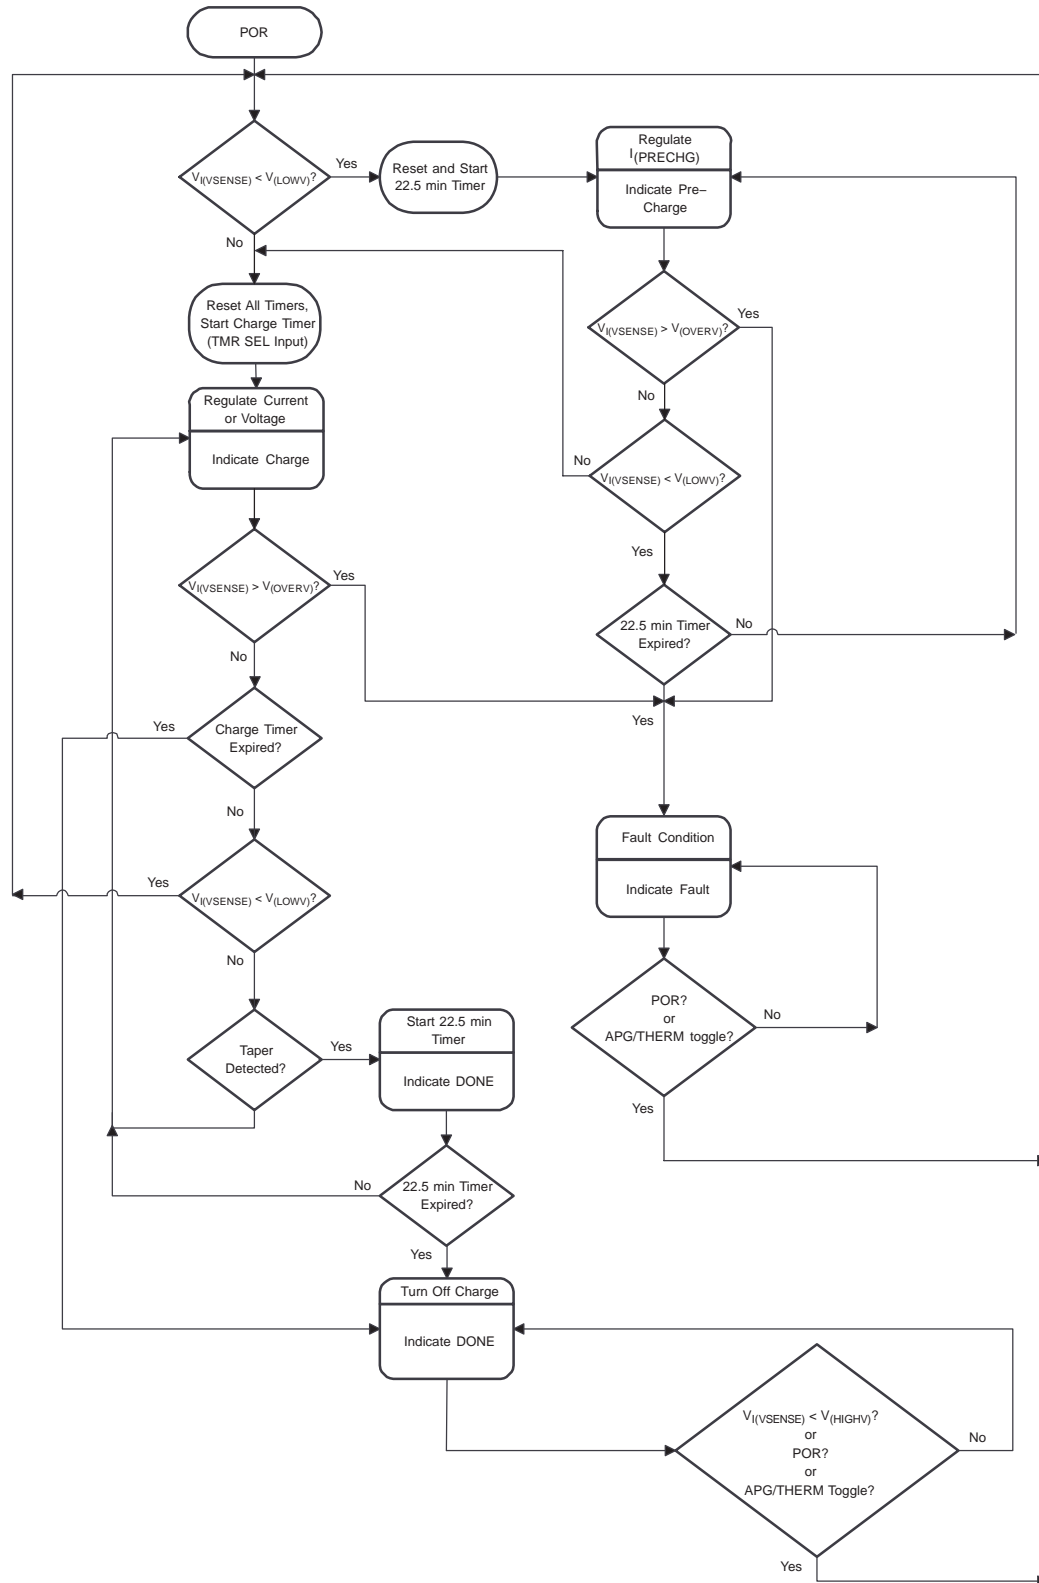 POR
VI(VSENSE) < V(LOWV)?
Yes
No
Reset and Start
22.5 min Timer
Regulate
I(PRECHG)
Indicate Pre–
Charge
Reset All Timers,
Start Charge Timer
(TMR SEL Input)
VI(VSENSE) > V(OVERV)?
Yes
No
Regulate Current
or Voltage
Indicate Charge
VI(VSENSE) < V(LOWV)?
No
Yes
VI(VSENSE) > V(OVERV)?
Yes
No
22.5 min Timer
Expired?
No
Yes
Charge Timer
Expired?
Yes
No
Fault Condition
Indicate Fault
VI(VSENSE) < V(LOWV)?
Yes
No
POR?
or
APG/THERM toggle?
No
Yes
Taper
Detected?
Yes
Start 22.5 min
Timer
Indicate DONE
22.5 min Timer
Expired?
No
Yes
Turn Off Charge
Indicate DONE
VI(VSENSE) < V(HIGHV)?
or
POR?
or
APG/THERM Toggle?
No
Yes